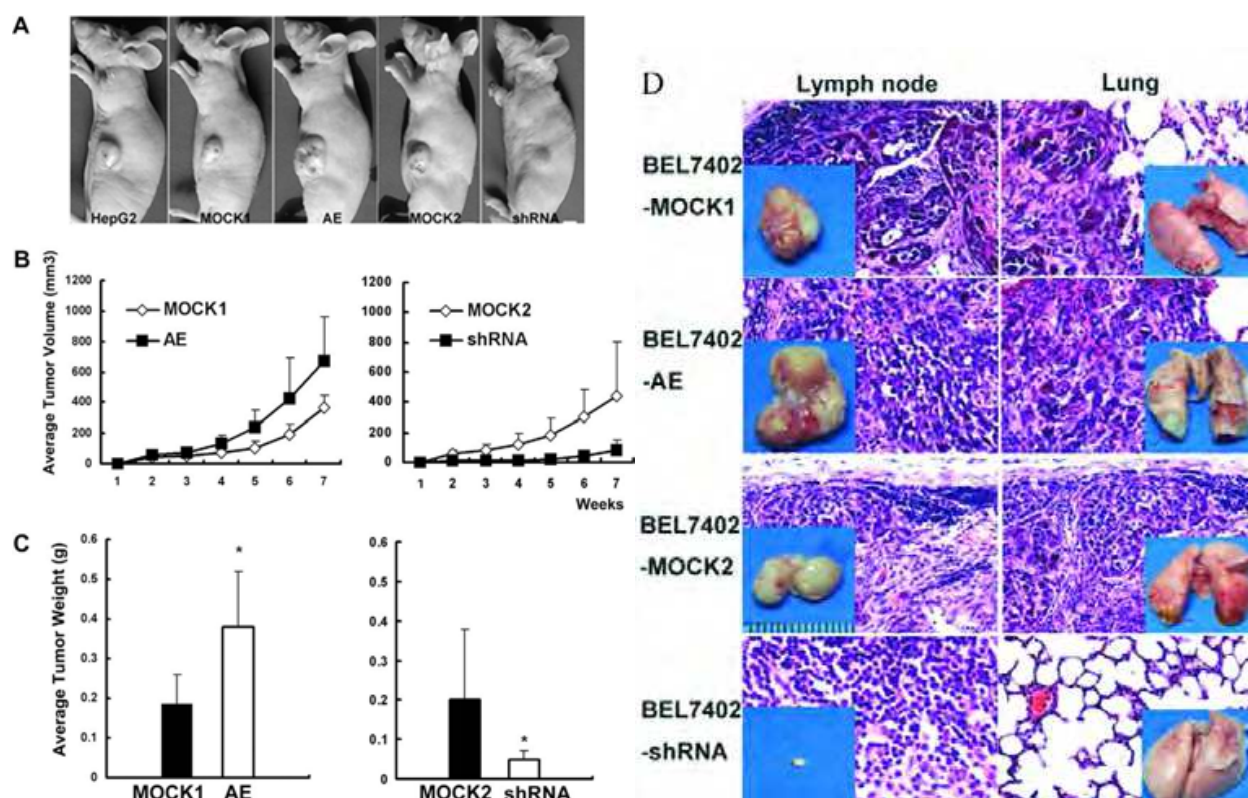 A
HepG2 MOCK1 AE MOCK2 shRNA
B
Average Tumor Volume (mm3)
1200
1000
800
600
400
200
0
MOCK1
AE
1 2 3 4 5 6 7
1200
1000
800
600
400
200
0
MOCK2
shRNA
1 2 3 4 5 6 7
Weeks
C
Average Tumor Weight (g)
0.6
0.5
0.4
0.3
0.2
0.1
0
*
MOCK1 AE
0.6
0.5
0.4
0.3
0.2
0.1
0
*
MOCK2 shRNA
D
Lymph node Lung
BEL7402
-MOCK1
BEL7402
-AE
BEL7402
-MOCK2
BEL7402
-shRNA